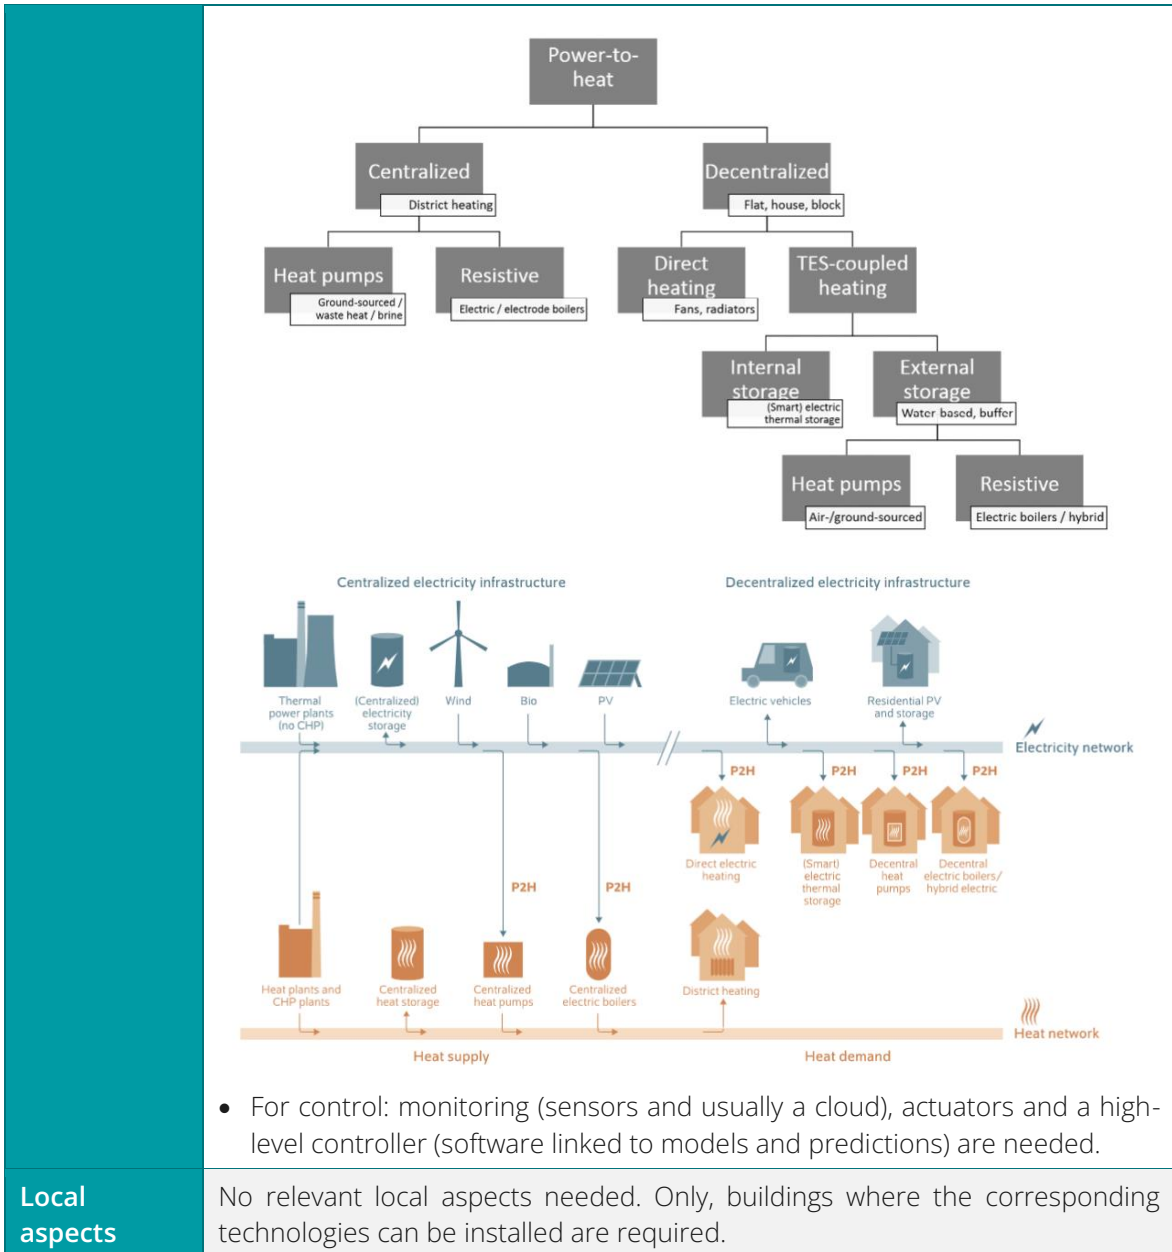 Power-to-
heat
Centralized
District heating
Decentralized
Flat, house, block
Heat pumps
Ground-sourced /
waste heat / brine
Resistive
Electric / electrode boilers
Direct
heating
Fans, radiators
TES-coupled
heating
Internal
storage
(Smart) electric
thermal storage
External
storage
Water-based, buffer
Heat pumps
Air-/ground-sourced
Resistive
Electric boilers / hybrid
Centralized electricity infrastructure
Decentralized electricity infrastructure
Thermal
power plants
(no CHP)
(Centralized)
electricity
storage
Wind
Bio
PV
Electric vehicles
Residential PV
and storage
Electricity network
P2H
P2H
P2H
P2H
Direct electric
heating
(Smart)
electric
thermal
storage
Decentral
heat
pumps
Decentral
electric boilers/
hybrid electric
P2H
P2H
Heat plants and
CHP plants
Centralized
heat storage
Centralized
heat pumps
Centralized
electric boilers
District heating
Heat network
Heat supply
Heat demand
• For control: monitoring (sensors and usually a cloud), actuators and a high-
level controller (software linked to models and predictions) are needed.
Local
aspects
No relevant local aspects needed. Only, buildings where the corresponding
technologies can be installed are required.